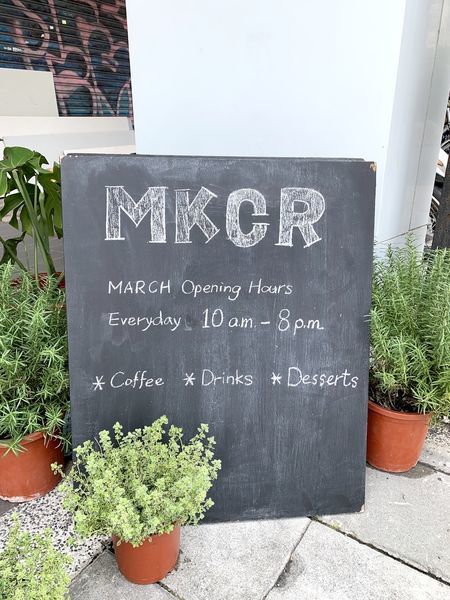 MKCR
MARCH Opening Hours
Everyday 10 a.m. - 8 p.m.
* Coffee * Drinks * Desserts